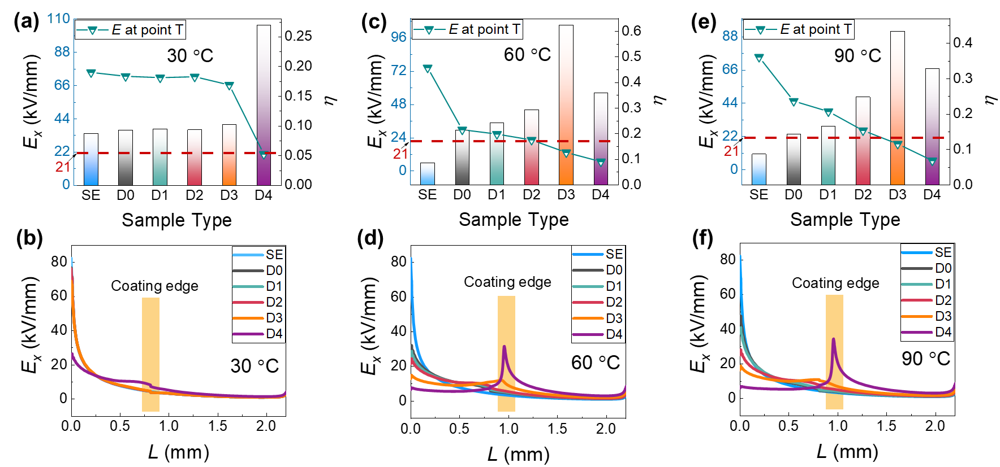 (a)
110
88
66
44
22
21
0
Eₓ (kV/mm)
E at point T
30 °C
0.25
0.20
0.15
0.10
0.05
0.00
η
SE D0 D1 D2 D3 D4
Sample Type
(c)
96
72
48
24
21
0
Eₓ (kV/mm)
E at point T
60 °C
0.6
0.5
0.4
0.3
0.2
0.1
0.0
η
SE D0 D1 D2 D3 D4
Sample Type
(e)
88
66
44
22
21
0
Eₓ (kV/mm)
E at point T
90 °C
0.4
0.3
0.2
0.1
0.0
η
SE D0 D1 D2 D3 D4
Sample Type
(b)
80
60
40
20
0
Eₓ (kV/mm)
Coating edge
SE
D0
D1
D2
D3
D4
30 °C
0.0 0.5 1.0 1.5 2.0
L (mm)
(d)
80
60
40
20
0
Eₓ (kV/mm)
Coating edge
SE
D0
D1
D2
D3
D4
60 °C
0.0 0.5 1.0 1.5 2.0
L (mm)
(f)
80
60
40
20
0
Eₓ (kV/mm)
Coating edge
SE
D0
D1
D2
D3
D4
90 °C
0.0 0.5 1.0 1.5 2.0
L (mm)